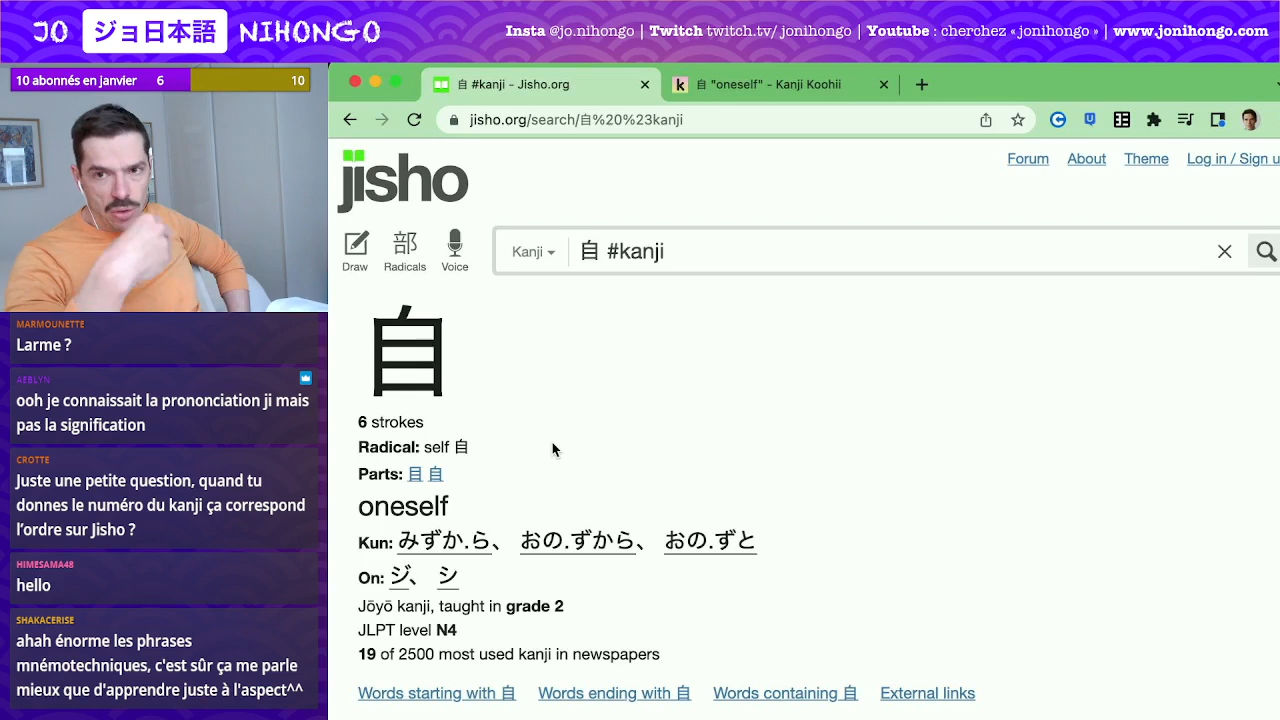 JO ジョ日本語 NIHONGO
Insta @jo.nihongo | Twitch twitch.tv/ jonihongo | Youtube : cherchez « jonihongo » | www.jonihongo.com
10 abonnés en janvier 6 10
自 #kanji – Jisho.org
自 "oneself" - Kanji Koohii
jisho.org/search/自%20%23kanji
jisho
Forum About Theme Log in / Sign u
Draw
部 Radicals
Voice
Kanji
自 #kanji
自
6 strokes
Radical: self 自
Parts: 目 自
oneself
Kun: みずか.ら、 おの.ずから、 おの.ずと
On: ジ、 シ
Jōyō kanji, taught in grade 2
JLPT level N4
19 of 2500 most used kanji in newspapers
Words starting with 自 Words ending with 自 Words containing 自 External links
MARMOUNETTE
Larme ?
AEBLYN
ooh je connaissait la prononciation ji mais
pas la signification
CROTTE
Juste une petite question, quand tu
donnes le numéro du kanji ça correspond
l'ordre sur Jisho ?
HIMESAMA48
hello
SHAKACERISE
ahah énorme les phrases
mnémotechniques, c'est sûr ça me parle
mieux que d'apprendre juste à l'aspect^^